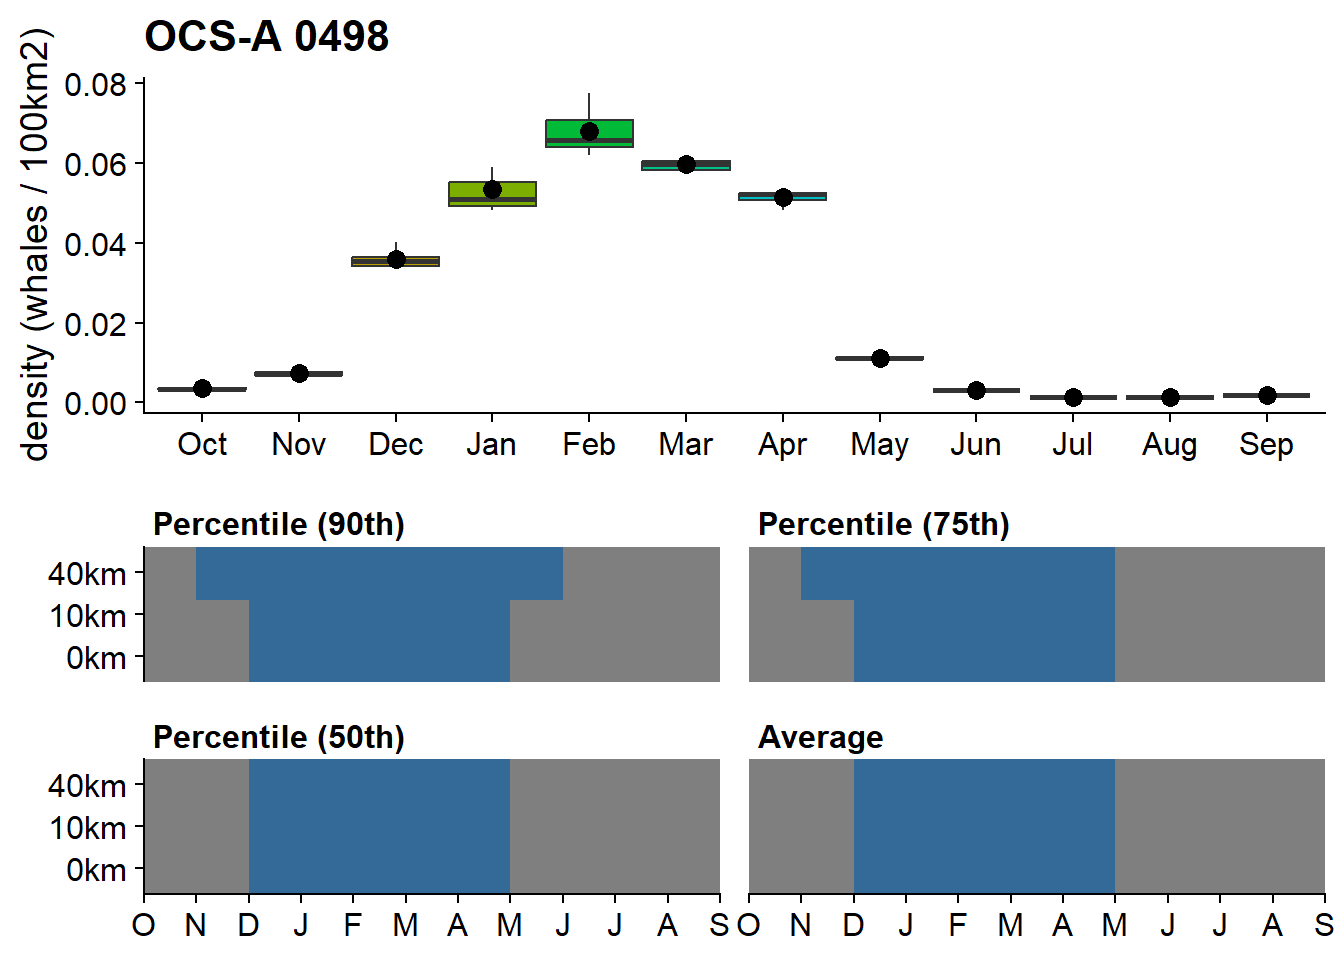 OCS-A 0498
density (whales / 100km2)
0.08
0.06
0.04
0.02
0.00
Oct Nov Dec Jan Feb Mar Apr May Jun Jul Aug Sep
Percentile (90th) Percentile (75th)
40km
10km
0km
Percentile (50th) Average
40km
10km
0km
O N D J F M A M J J A S O N D J F M A M J J A S